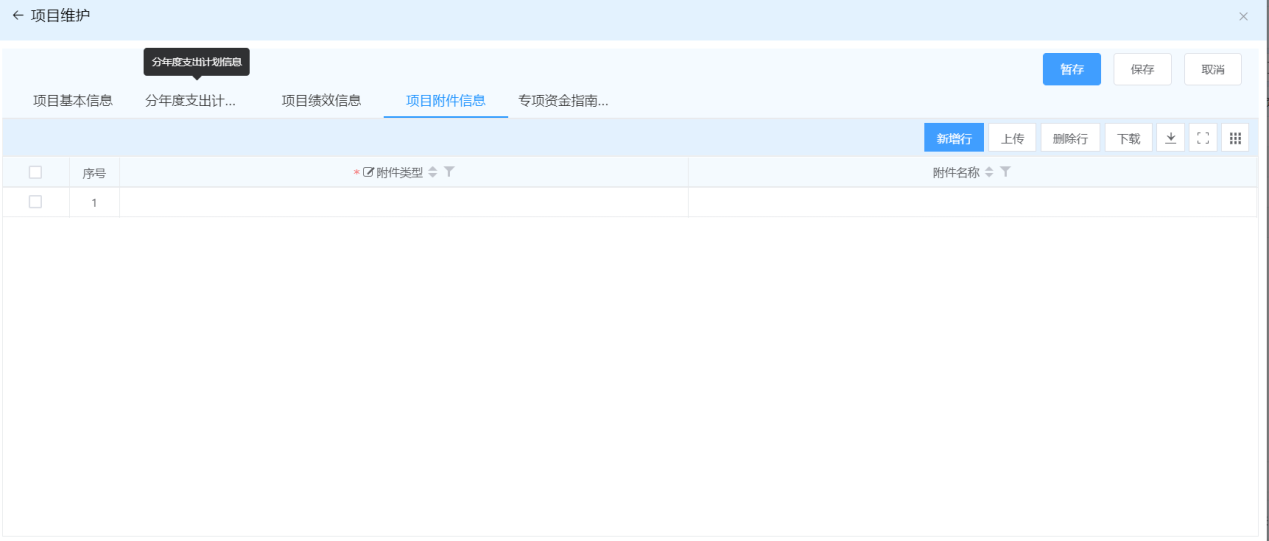 项目维护
分年度支出计划信息
暂存 保存 取消
项目基本信息 分年度支出计... 项目绩效信息 项目附件信息 专项资金指南...
新增行 上传 删除行 下载
序号 * 附件类型 附件名称
1